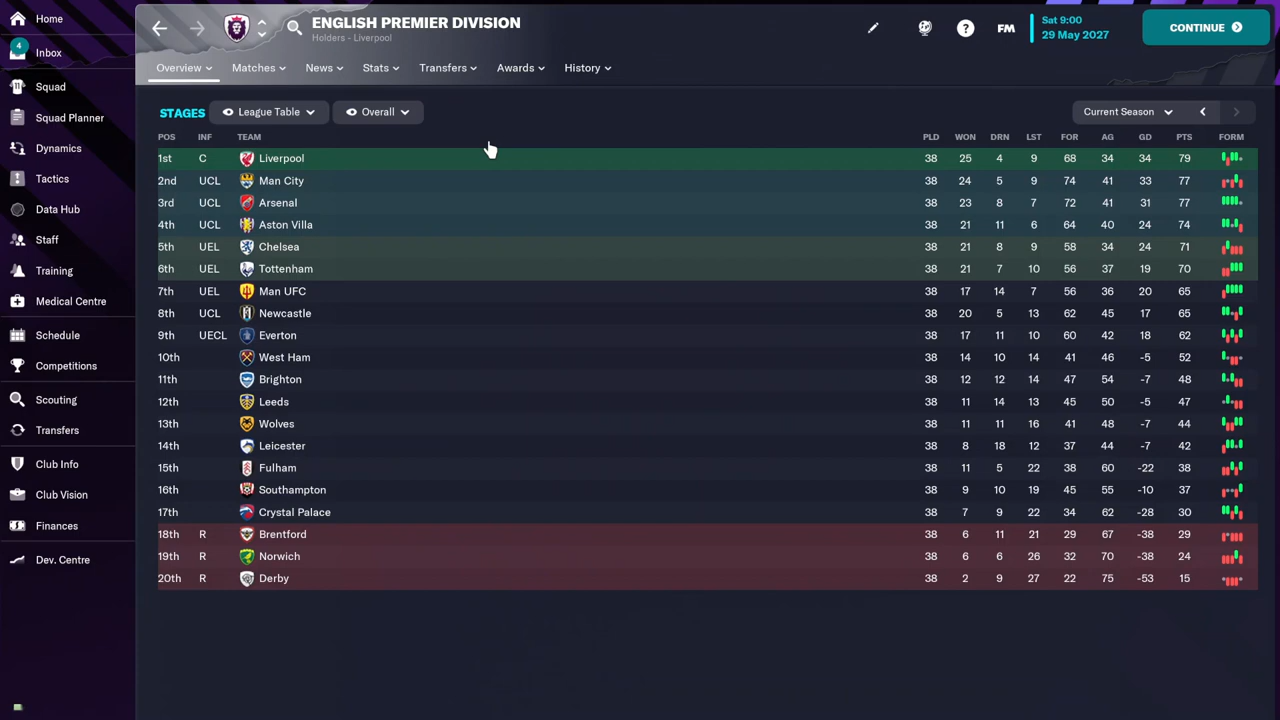 Home
4
Inbox
Squad
Squad Planner
Dynamics
Tactics
Data Hub
Staff
Training
Medical Centre
Schedule
Competitions
Scouting
Transfers
Club Info
Club Vision
Finances
Dev. Centre
ENGLISH PREMIER DIVISION
Holders - Liverpool
? FM
Sat 9:00
29 May 2027
CONTINUE
Overview Matches News Stats Transfers Awards History
STAGES League Table Overall Current Season
POS INF TEAM PLD WON DRN LST FOR AG GD PTS FORM
1st C Liverpool 38 25 4 9 68 34 34 79
2nd UCL Man City 38 24 5 9 74 41 33 77
3rd UCL Arsenal 38 23 8 7 72 41 31 77
4th UCL Aston Villa 38 21 11 6 64 40 24 74
5th UEL Chelsea 38 21 8 9 58 34 24 71
6th UEL Tottenham 38 21 7 10 56 37 19 70
7th UEL Man UFC 38 17 14 7 56 36 20 65
8th UCL Newcastle 38 20 5 13 62 45 17 65
9th UECL Everton 38 17 11 10 60 42 18 62
10th West Ham 38 14 10 14 41 46 -5 52
11th Brighton 38 12 12 14 47 54 -7 48
12th Leeds 38 11 14 13 45 50 -5 47
13th Wolves 38 11 11 16 41 48 -7 44
14th Leicester 38 8 18 12 37 44 -7 42
15th Fulham 38 11 5 22 38 60 -22 38
16th Southampton 38 9 10 19 45 55 -10 37
17th Crystal Palace 38 7 9 22 34 62 -28 30
18th R Brentford 38 6 11 21 29 67 -38 29
19th R Norwich 38 6 6 26 32 70 -38 24
20th R Derby 38 2 9 27 22 75 -53 15